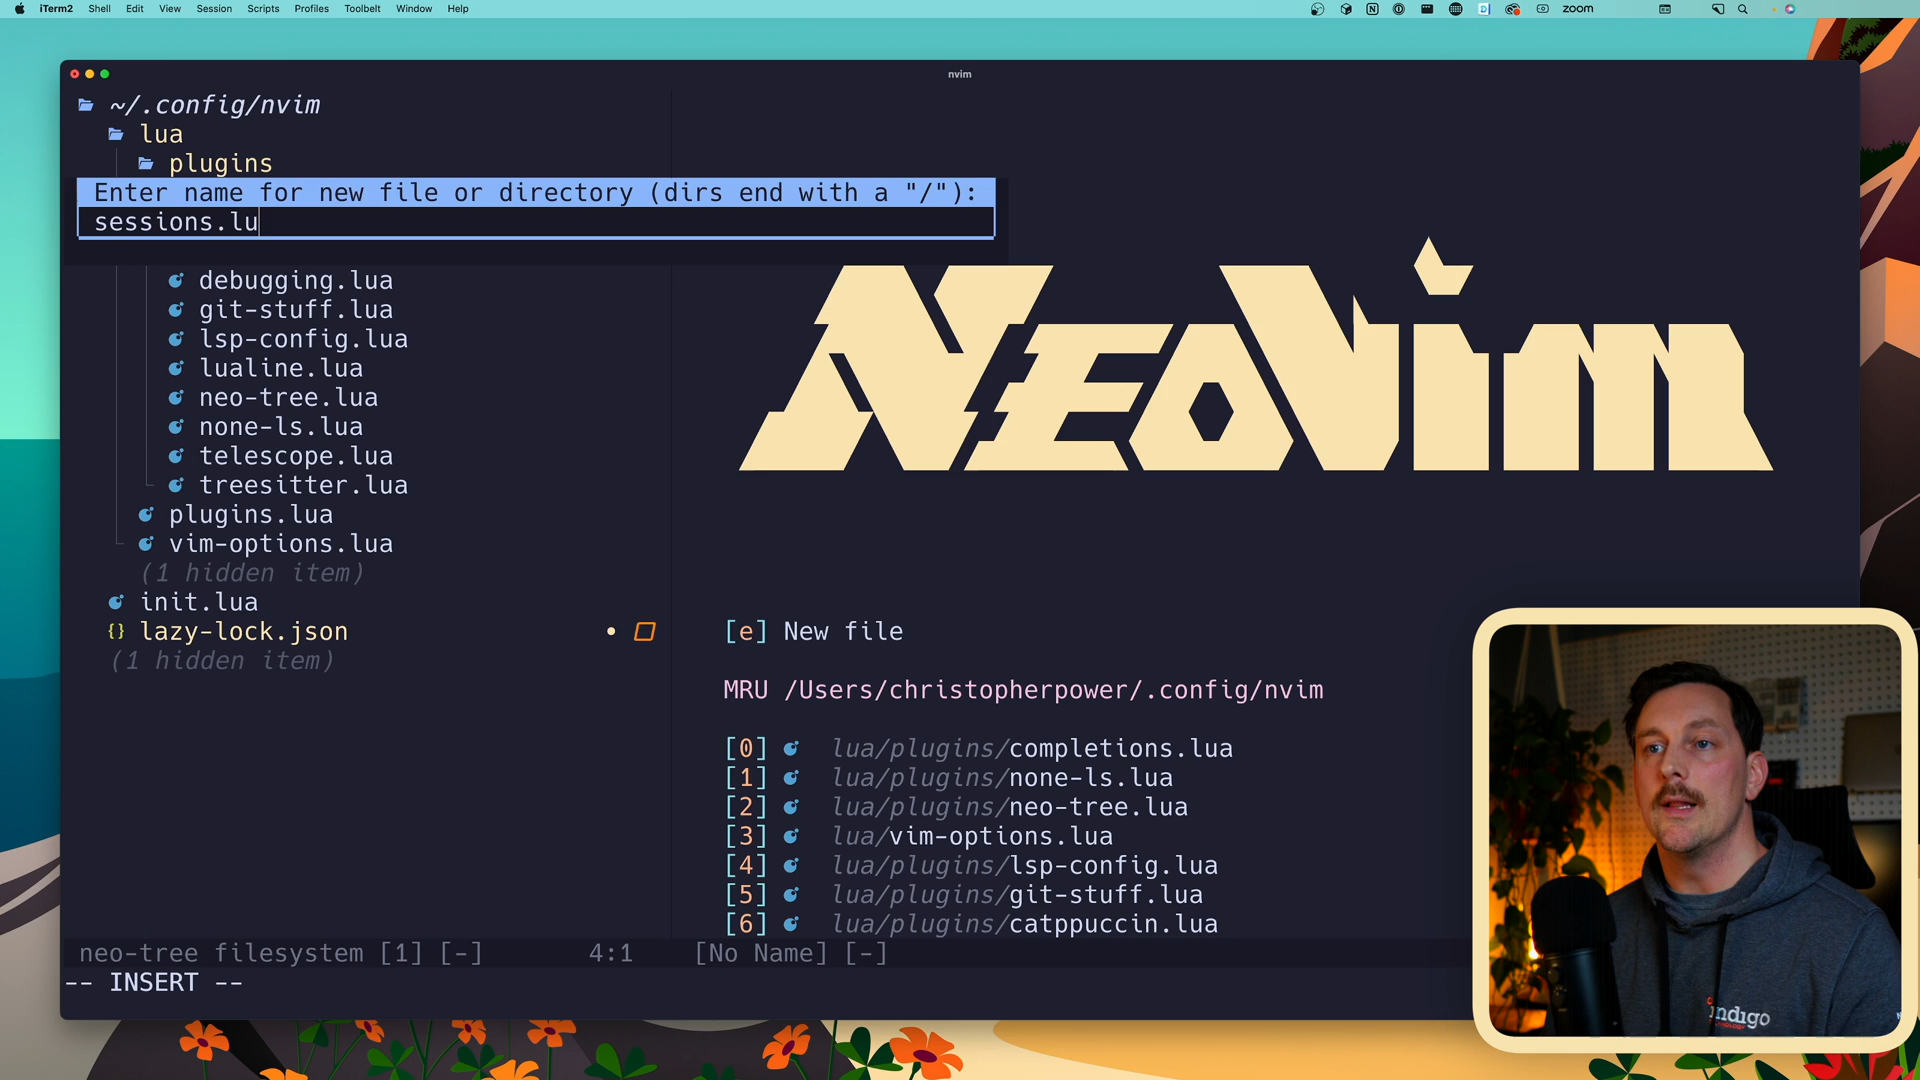 iTerm2 Shell Edit View Session Scripts Profiles Toolbelt Window Help zoom
nvim
~/.config/nvim
lua
plugins
Enter name for new file or directory (dirs end with a "/"):
sessions.lu
debugging.lua
git-stuff.lua
lsp-config.lua
lualine.lua
neo-tree.lua
none-ls.lua
telescope.lua
treesitter.lua
plugins.lua
vim-options.lua
(1 hidden item)
init.lua
{} lazy-lock.json
(1 hidden item)
NeoVim
[e] New file
MRU /Users/christopherpower/.config/nvim
[0] lua/plugins/completions.lua
[1] lua/plugins/none-ls.lua
[2] lua/plugins/neo-tree.lua
[3] lua/vim-options.lua
[4] lua/plugins/lsp-config.lua
[5] lua/plugins/git-stuff.lua
[6] lua/plugins/catppuccin.lua
neo-tree filesystem [1] [-] 4:1 [No Name] [-]
-- INSERT --
indigo